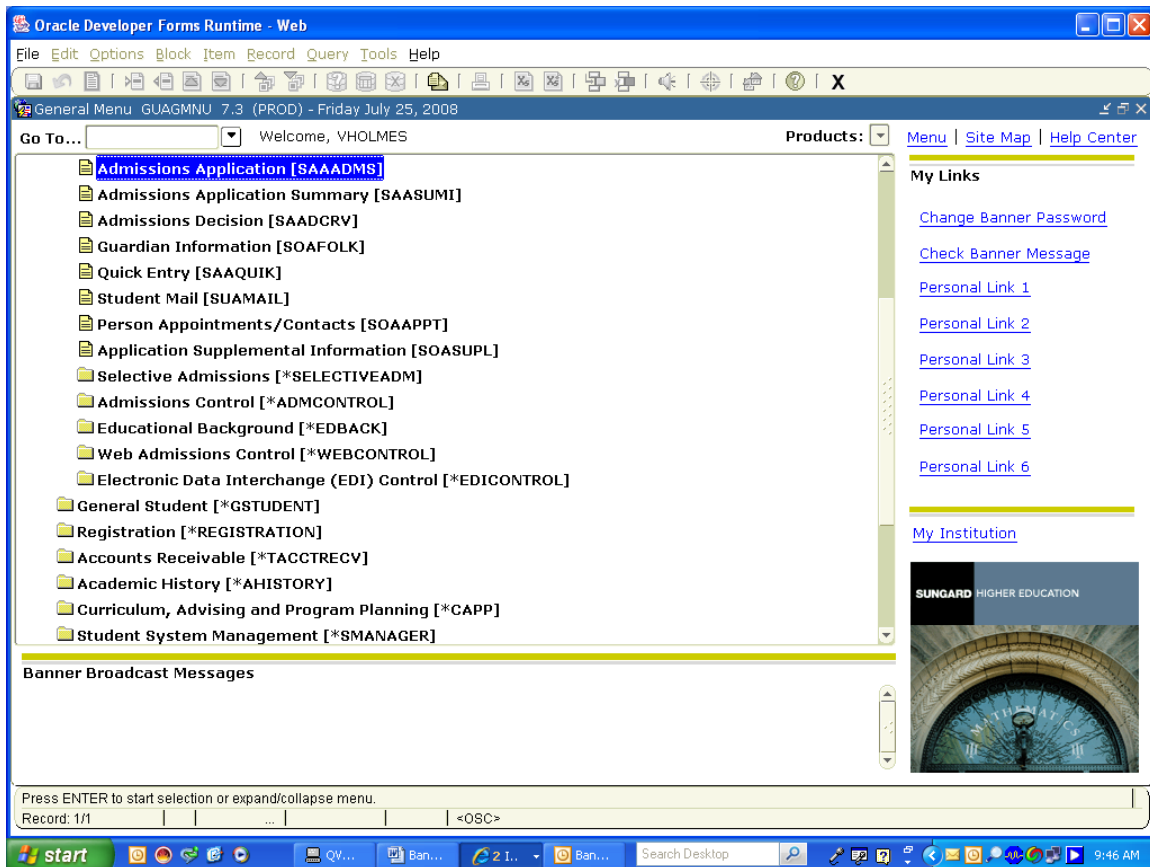 Oracle Developer Forms Runtime - Web
File Edit Options Block Item Record Query Tools Help
X
General Menu GUAGMNU 7.3 (PROD) - Friday July 25, 2008
Go To... Welcome, VHOLMES Products: Menu | Site Map | Help Center
Admissions Application [SAAADMS]
Admissions Application Summary [SAASUMI]
Admissions Decision [SAADCRV]
Guardian Information [SOAFOLK]
Quick Entry [SAAQUIK]
Student Mail [SUAMAIL]
Person Appointments/Contacts [SOAAPPT]
Application Supplemental Information [SOASUPL]
Selective Admissions [*SELECTIVEADM]
Admissions Control [*ADMCONTROL]
Educational Background [*EDBACK]
Web Admissions Control [*WEBCONTROL]
Electronic Data Interchange (EDI) Control [*EDICONTROL]
General Student [*GSTUDENT]
Registration [*REGISTRATION]
Accounts Receivable [*TACCTRECV]
Academic History [*AHISTORY]
Curriculum, Advising and Program Planning [*CAPP]
Student System Management [*SMANAGER]
My Links
Change Banner Password
Check Banner Message
Personal Link 1
Personal Link 2
Personal Link 3
Personal Link 4
Personal Link 5
Personal Link 6
My Institution
SUNGARD HIGHER EDUCATION
MATHEMATICS
Banner Broadcast Messages
Press ENTER to start selection or expand/collapse menu.
Record: 1/1 ... <OSC>
start QV... Ban... 2 I... Ban... Search Desktop 9:46 AM